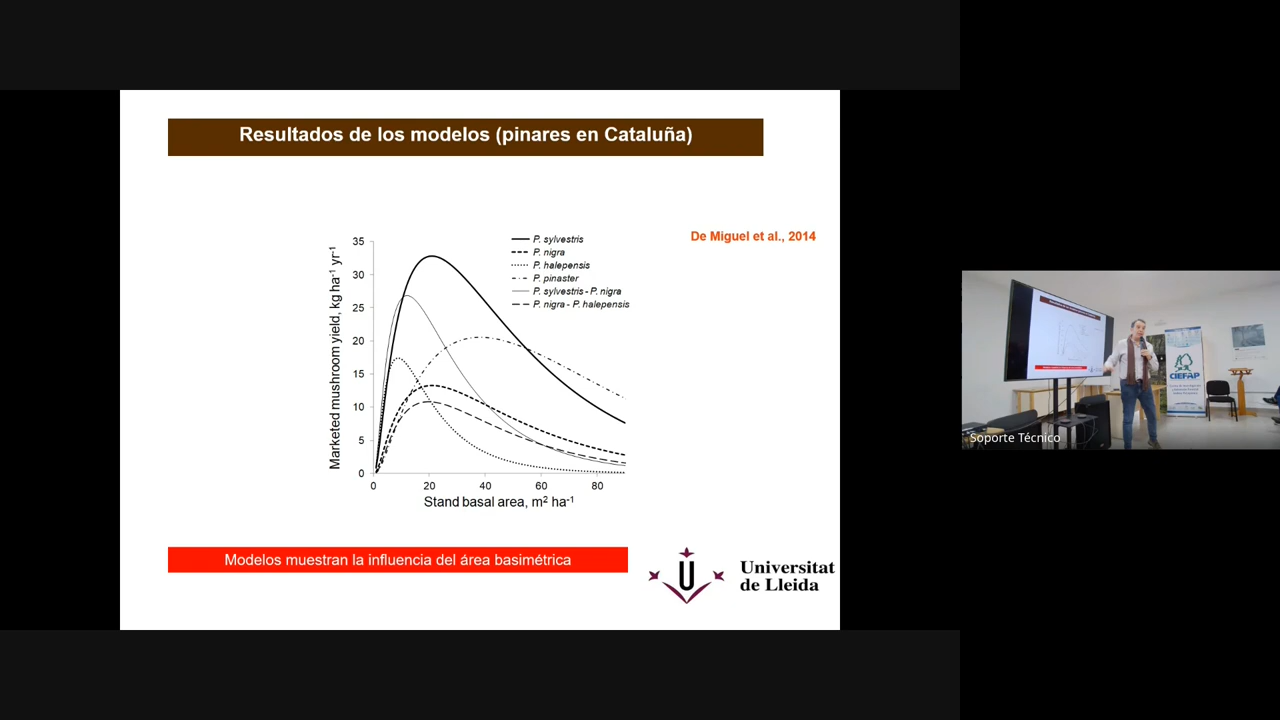 Resultados de los modelos (pinares en Cataluña)
De Miguel et al., 2014
Marketed mushroom yield, kg ha-1 yr-1
35
30
25
20
15
10
5
0
P. sylvestris
P. nigra
P. halepensis
P. pinaster
P. sylvestris - P. nigra
P. nigra - P. halepensis
0 20 40 60 80
Stand basal area, m2 ha-1
Modelos muestran la influencia del área basimétrica
Universitat
de Lleida
CIEFAP
Soporte Técnico